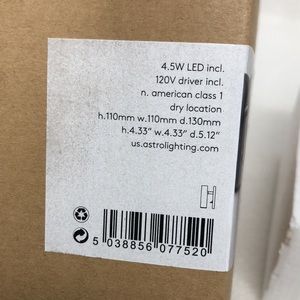 4.5W LED incl.
120V driver incl.
n. american class 1
dry location
h.110mm w.110mm d.130mm
h.4.33" w.4.33" d.5.12"
us.astrolighting.com
5 038856 077520